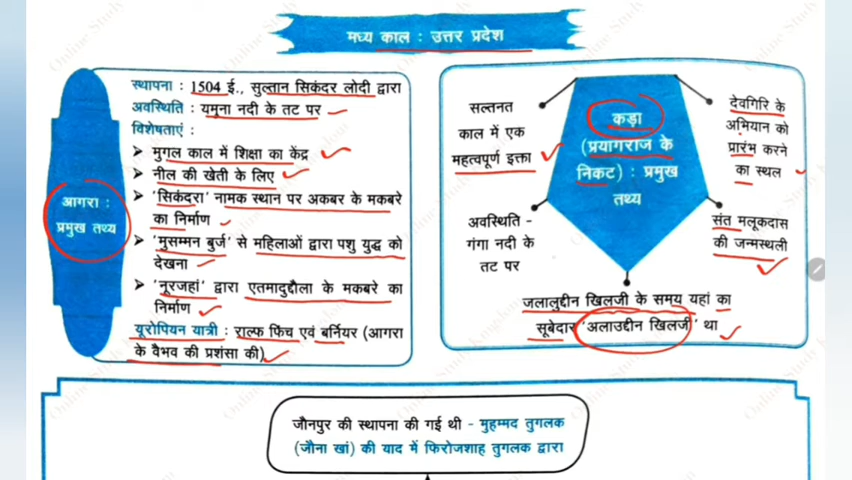 मध्य काल : उत्तर प्रदेश
आगरा :
प्रमुख तथ्य
स्थापना : 1504 ई., सुल्तान सिकंदर लोदी द्वारा
अवस्थिति : यमुना नदी के तट पर
विशेषताएं :
➤ मुगल काल में शिक्षा का केंद्र
➤ नील की खेती के लिए
➤ 'सिकंदरा' नामक स्थान पर अकबर के मकबरे
का निर्माण
➤ 'मुसम्मन बुर्ज' से महिलाओं द्वारा पशु युद्ध को
देखना
➤ 'नूरजहां' द्वारा एतमादुद्दौला के मकबरे का
निर्माण
यूरोपियन यात्री : राल्फ फिंच एवं बर्नियर (आगरा
के वैभव की प्रशंसा की)
सल्तनत
काल में एक
महत्वपूर्ण इक्ता
कड़ा
(प्रयागराज के
निकट) : प्रमुख
तथ्य
देवगिरि के
अभियान को
प्रारंभ करने
का स्थल
अवस्थिति -
गंगा नदी के
तट पर
संत मलूकदास
की जन्मस्थली
जलालुद्दीन खिलजी के समय यहां का
सूबेदार 'अलाउद्दीन खिलजी' था
जौनपुर की स्थापना की गई थी - मुहम्मद तुगलक
(जौना खां) की याद में फिरोजशाह तुगलक द्वारा